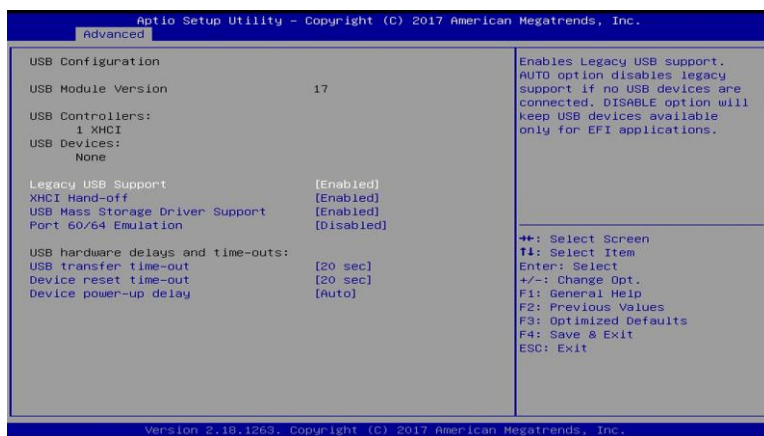 Aptio Setup Utility – Copyright (C) 2017 American Megatrends, Inc.
Advanced
USB Configuration
USB Module Version 17
USB Controllers:
1 XHCI
USB Devices:
None
Legacy USB Support [Enabled]
XHCI Hand-off [Enabled]
USB Mass Storage Driver Support [Enabled]
Port 60/64 Emulation [Disabled]
USB hardware delays and time-outs:
USB transfer time-out [20 sec]
Device reset time-out [20 sec]
Device power-up delay [Auto]
Enables Legacy USB support.
AUTO option disables legacy
support if no USB devices are
connected. DISABLE option will
keep USB devices available
only for EFI applications.
→←: Select Screen
↑↓: Select Item
Enter: Select
+/-: Change Opt.
F1: General Help
F2: Previous Values
F3: Optimized Defaults
F4: Save & Exit
ESC: Exit
Version 2.18.1263. Copyright (C) 2017 American Megatrends, Inc.